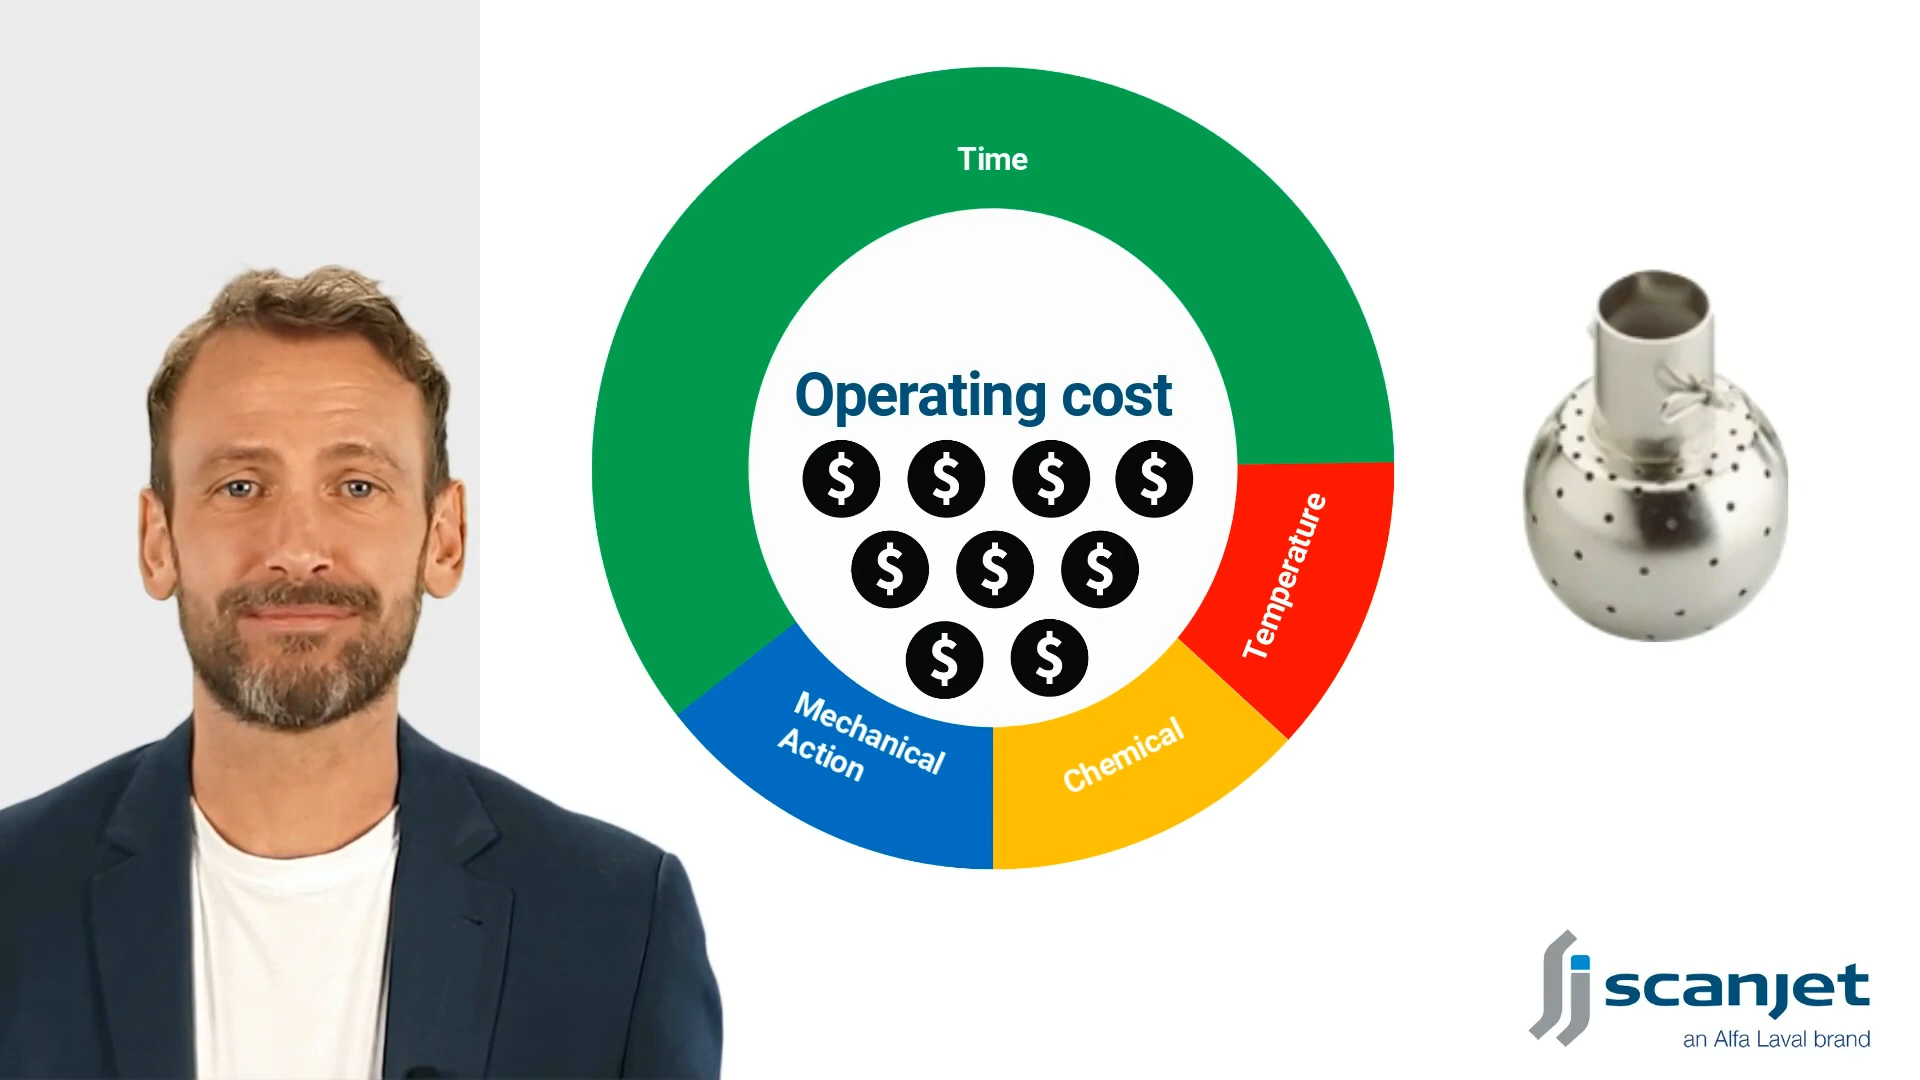 Time
Operating cost
$ $ $ $
$ $ $
$ $
Temperature
Mechanical
Action
Chemical
scanjet
an Alfa Laval brand